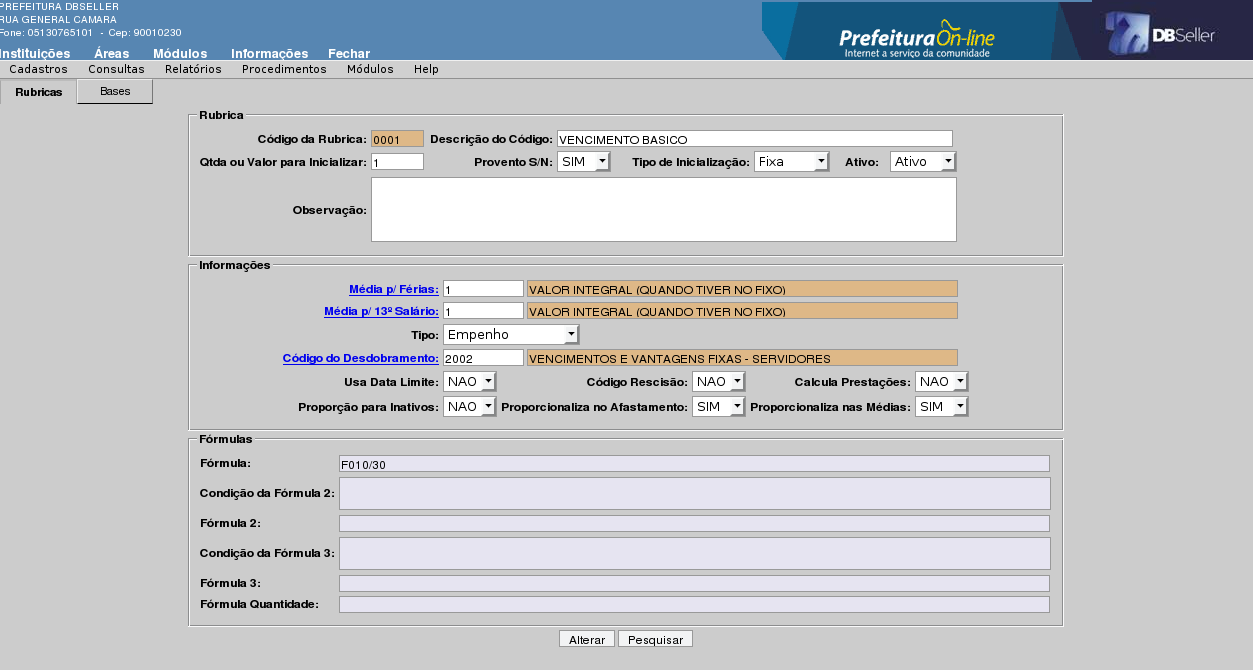 PREFEITURA DBSELLER
RUA GENERAL CAMARA
Fone: 05130765101 - Cep: 90010230
Prefeitura On-line
Internet a serviço da comunidade
DBSeller
Instituições Áreas Módulos Informações Fechar
Cadastros Consultas Relatórios Procedimentos Módulos Help
Rubricas Bases
Rubrica
Código da Rubrica: 0001 Descrição do Código: VENCIMENTO BASICO
Qtda ou Valor para Inicializar: 1 Provento S/N: SIM Tipo de Inicialização: Fixa Ativo: Ativo
Observação:
Informações
Média p/ Férias: 1 VALOR INTEGRAL (QUANDO TIVER NO FIXO)
Média p/ 13º Salário: 1 VALOR INTEGRAL (QUANDO TIVER NO FIXO)
Tipo: Empenho
Código do Desdobramento: 2002 VENCIMENTOS E VANTAGENS FIXAS - SERVIDORES
Usa Data Limite: NAO Código Rescisão: NAO Calcula Prestações: NAO
Proporção para Inativos: NAO Proporcionaliza no Afastamento: SIM Proporcionaliza nas Médias: SIM
Fórmulas
Fórmula: F010/30
Condição da Fórmula 2:
Fórmula 2:
Condição da Fórmula 3:
Fórmula 3:
Fórmula Quantidade:
Alterar Pesquisar